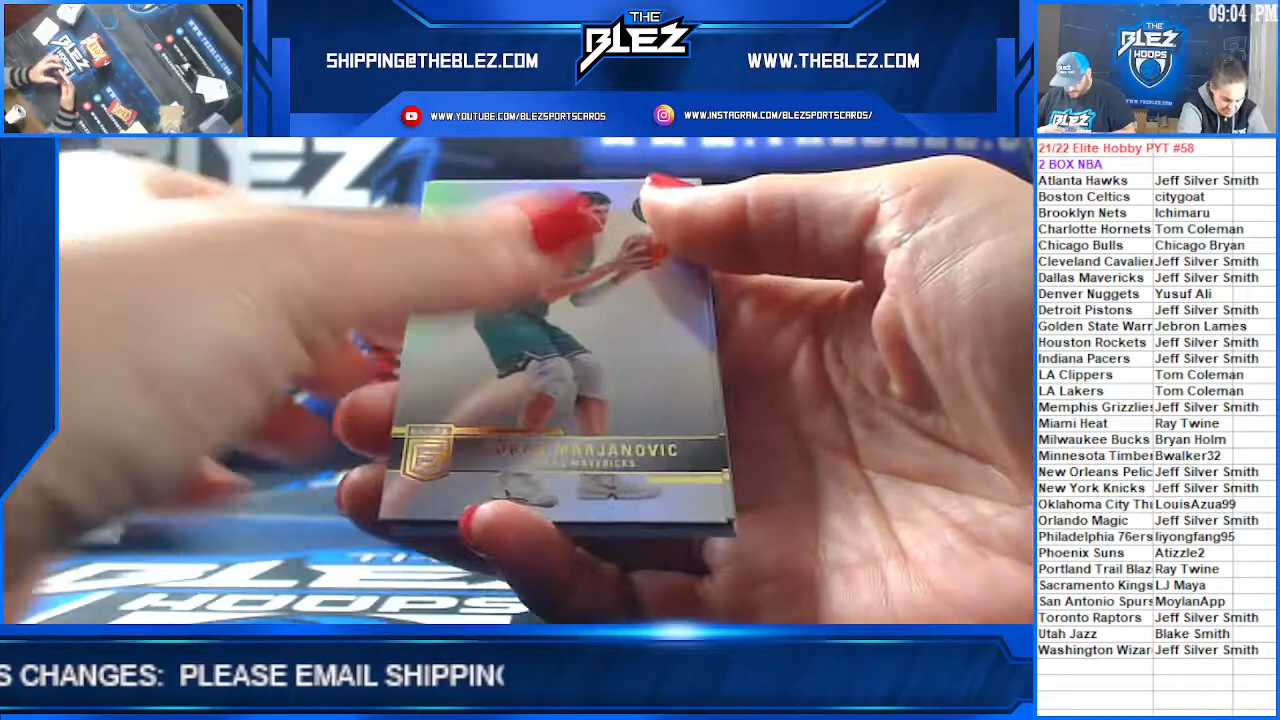 SHIPPING@THEBLEZ.COM
THE
BLEZ
WWW.THEBLEZ.COM
WWW.YOUTUBE.COM/BLEZSPORTSCARDS
WWW.INSTAGRAM.COM/BLEZSPORTSCARDS/
09:04 PM
THE
BLEZ
HOOPS
21/22 Elite Hobby PYT #58
2 BOX NBA
Atlanta Hawks Jeff Silver Smith
Boston Celtics citygoat
Brooklyn Nets Ichimaru
Charlotte Hornets Tom Coleman
Chicago Bulls Chicago Bryan
Cleveland Cavalier Jeff Silver Smith
Dallas Mavericks Jeff Silver Smith
Denver Nuggets Yusuf Ali
Detroit Pistons Jeff Silver Smith
Golden State Warr Jebron Lames
Houston Rockets Jeff Silver Smith
Indiana Pacers Jeff Silver Smith
LA Clippers Tom Coleman
LA Lakers Tom Coleman
Memphis Grizzlies Jeff Silver Smith
Miami Heat Ray Twine
Milwaukee Bucks Bryan Holm
Minnesota Timber Bwalker32
New Orleans Pelic Jeff Silver Smith
New York Knicks Jeff Silver Smith
Oklahoma City Thu LouisAzua99
Orlando Magic Jeff Silver Smith
Philadelphia 76ers liyongfang95
Phoenix Suns Atizzle2
Portland Trail Blaz Ray Twine
Sacramento Kings LJ Maya
San Antonio Spurs MoylanApp
Toronto Raptors Jeff Silver Smith
Utah Jazz Blake Smith
Washington Wizar Jeff Silver Smith
MARJANOVIC
MAVERICKS
BLEZ
HOOPS
S CHANGES: PLEASE EMAIL SHIPPING